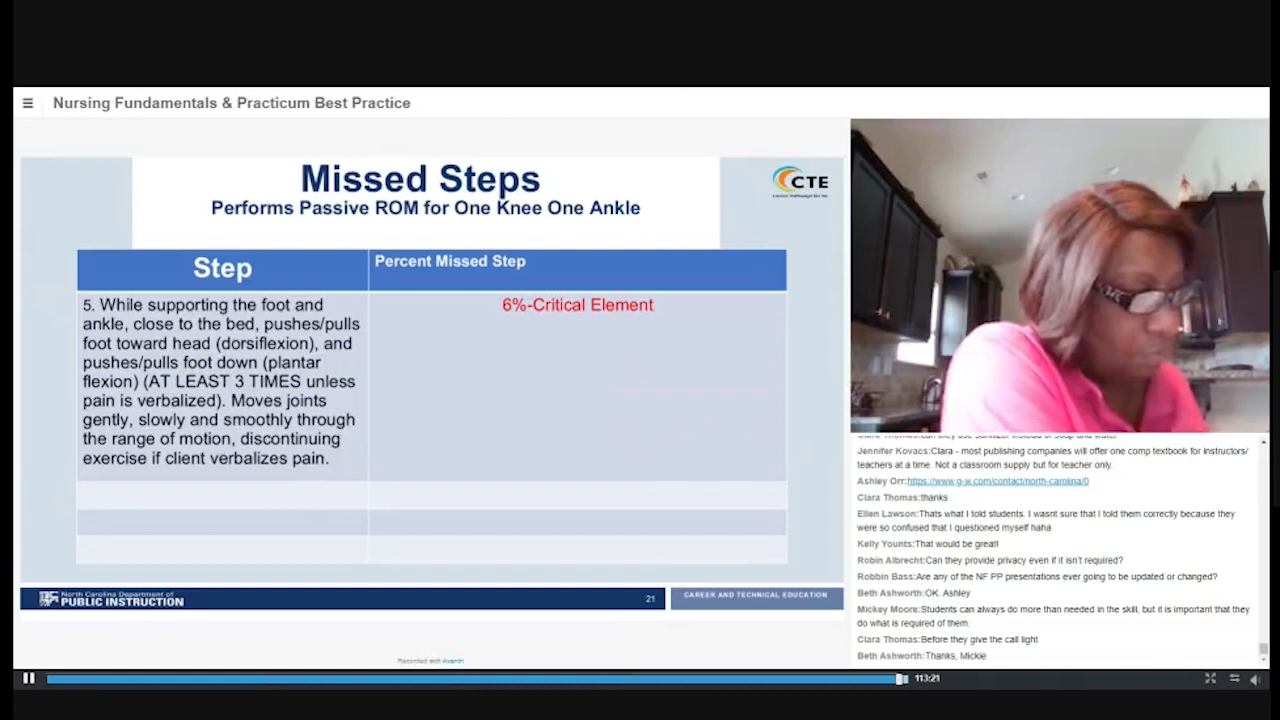 Nursing Fundamentals & Practicum Best Practice
Missed Steps
Performs Passive ROM for One Knee One Ankle
CTE
Step
Percent Missed Step
5. While supporting the foot and
ankle, close to the bed, pushes/pulls
foot toward head (dorsiflexion), and
pushes/pulls foot down (plantar
flexion) (AT LEAST 3 TIMES unless
pain is verbalized). Moves joints
gently, slowly and smoothly through
the range of motion, discontinuing
exercise if client verbalizes pain.
6%-Critical Element
North Carolina Department of
PUBLIC INSTRUCTION
21
CAREER AND TECHNICAL EDUCATION
Recorded with
Jennifer Kovacs:Clara - most publishing companies will offer one comp textbook for instructors/
teachers at a time. Not a classroom supply but for teacher only.
Ashley Orr:https://www.g-w.com/contact/north-carolina/0
Clara Thomas:thanks
Ellen Lawson:Thats what I told students. I wasnt sure that I told them correctly because they
were so confused that I questioned myself haha
Kelly Younts:That would be great!
Robin Albrecht:Can they provide privacy even if it isn't required?
Robbin Bass:Are any of the NF PP presentations ever going to be updated or changed?
Beth Ashworth:OK. Ashley
Mickey Moore:Students can always do more than needed in the skill, but it is important that they
do what is required of them.
Clara Thomas:Before they give the call light
Beth Ashworth:Thanks, Mickie
113:21